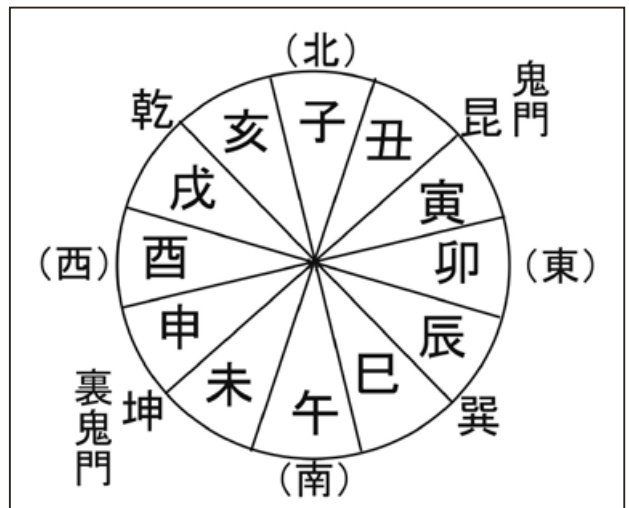 （北）
鬼門
乾
亥
子
丑
昆
戌
寅
（西）
酉
卯
（東）
申
辰
裏鬼門
坤
未
午
巳
巽
（南）